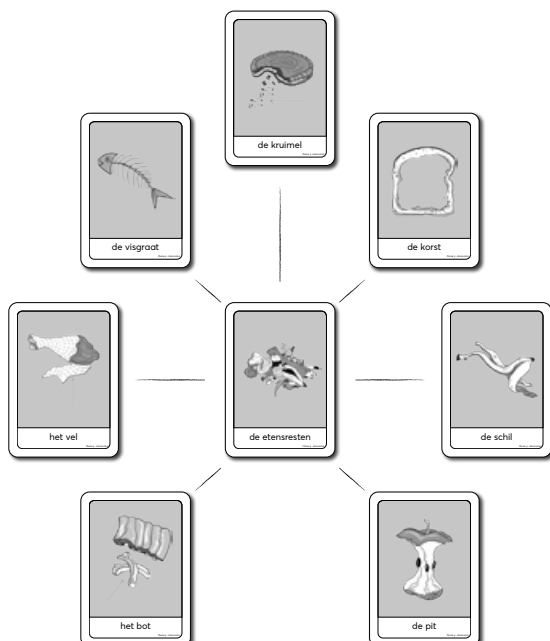 de kruimel
de visgraat
de korst
het vel
de etensresten
de schil
het bot
de pit